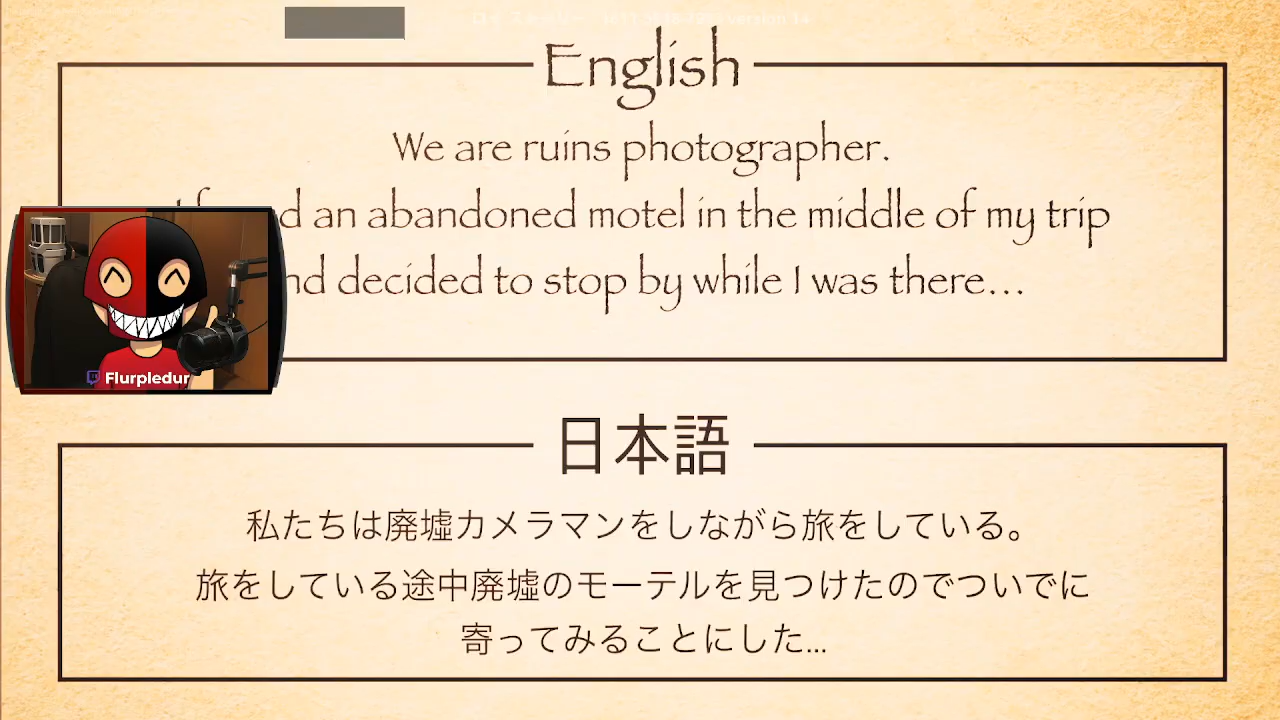 English
We are ruins photographer.
an abandoned motel in the middle of my trip
decided to stop by while I was there...
Flurpledur
日本語
私たちは廃墟カメラマンをしながら旅をしている。
旅をしている途中廃墟のモーテルを見つけたのでついでに
寄ってみることにした...